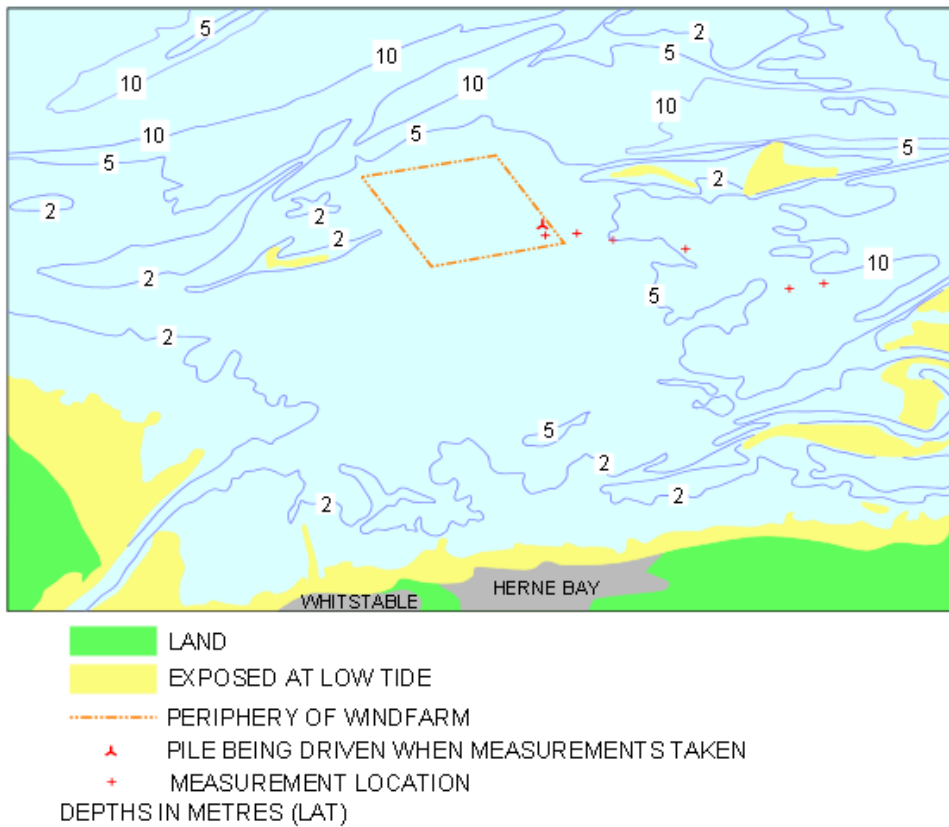 5
2
10
5
10
10
10
10
5
5
2
2
2
2
10
2
5
2
5
2
2
2
HERNE BAY
WHITSTABLE
LAND
EXPOSED AT LOW TIDE
PERIPHERY OF WINDFARM
PILE BEING DRIVEN WHEN MEASUREMENTS TAKEN
MEASUREMENT LOCATION
DEPTHS IN METRES (LAT)